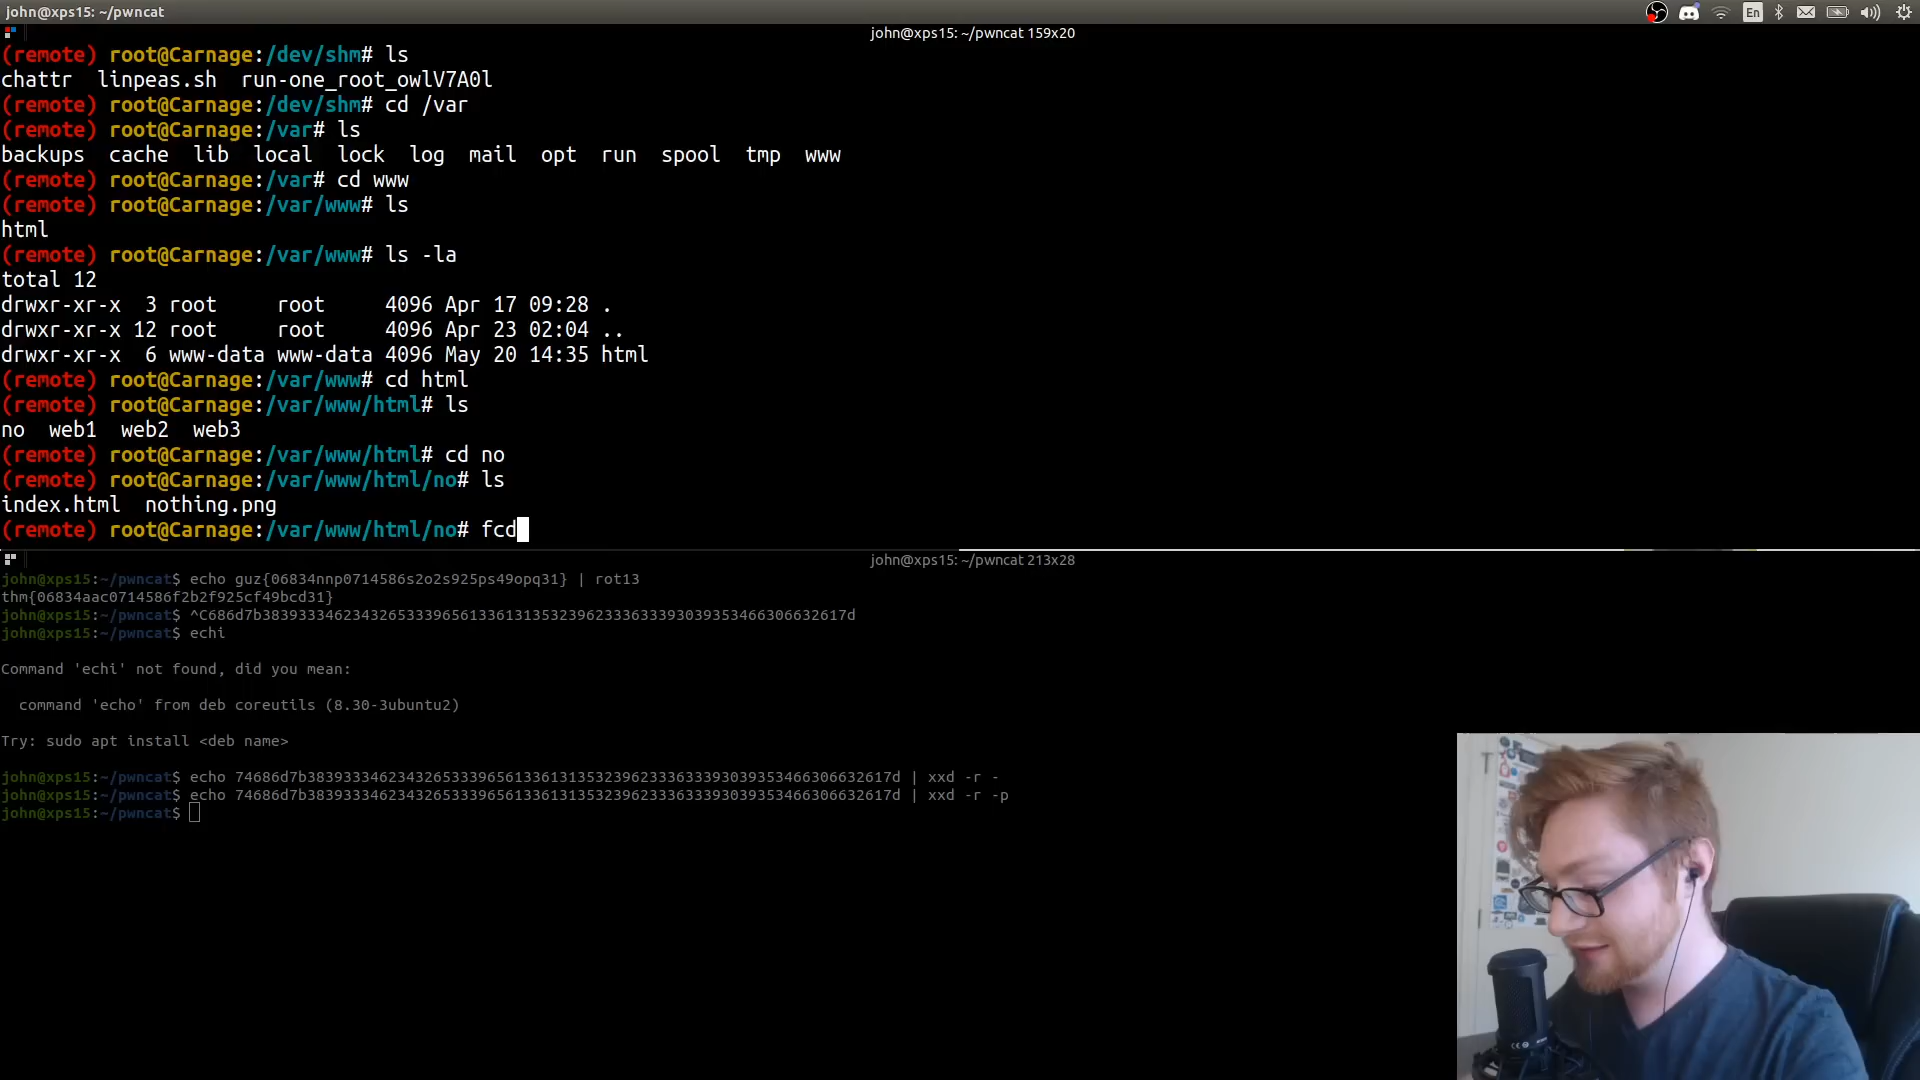 john@xps15: ~/pwncat
En
john@xps15: ~/pwncat 159x20
(remote) root@Carnage:/dev/shm# ls
chattr  linpeas.sh  run-one_root_owlV7A0l
(remote) root@Carnage:/dev/shm# cd /var
(remote) root@Carnage:/var# ls
backups  cache  lib  local  lock  log  mail  opt  run  spool  tmp  www
(remote) root@Carnage:/var# cd www
(remote) root@Carnage:/var/www# ls
html
(remote) root@Carnage:/var/www# ls -la
total 12
drwxr-xr-x  3 root     root     4096 Apr 17 09:28 .
drwxr-xr-x 12 root     root     4096 Apr 23 02:04 ..
drwxr-xr-x  6 www-data www-data 4096 May 20 14:35 html
(remote) root@Carnage:/var/www# cd html
(remote) root@Carnage:/var/www/html# ls
no  web1  web2  web3
(remote) root@Carnage:/var/www/html# cd no
(remote) root@Carnage:/var/www/html/no# ls
index.html  nothing.png
(remote) root@Carnage:/var/www/html/no# fcd
john@xps15: ~/pwncat 213x28
john@xps15:~/pwncat$ echo guz{06834nnp0714586s2o2s925ps49opq31} | rot13
thm{06834aac0714586f2b2f925cf49bcd31}
john@xps15:~/pwncat$ ^C686d7b38393334623432653339656133613135323962333633393039353466306632617d
john@xps15:~/pwncat$ echi
Command 'echi' not found, did you mean:
command 'echo' from deb coreutils (8.30-3ubuntu2)
Try: sudo apt install <deb name>
john@xps15:~/pwncat$ echo 74686d7b38393334623432653339656133613135323962333633393039353466306632617d | xxd -r -
john@xps15:~/pwncat$ echo 74686d7b38393334623432653339656133613135323962333633393039353466306632617d | xxd -r -p
john@xps15:~/pwncat$